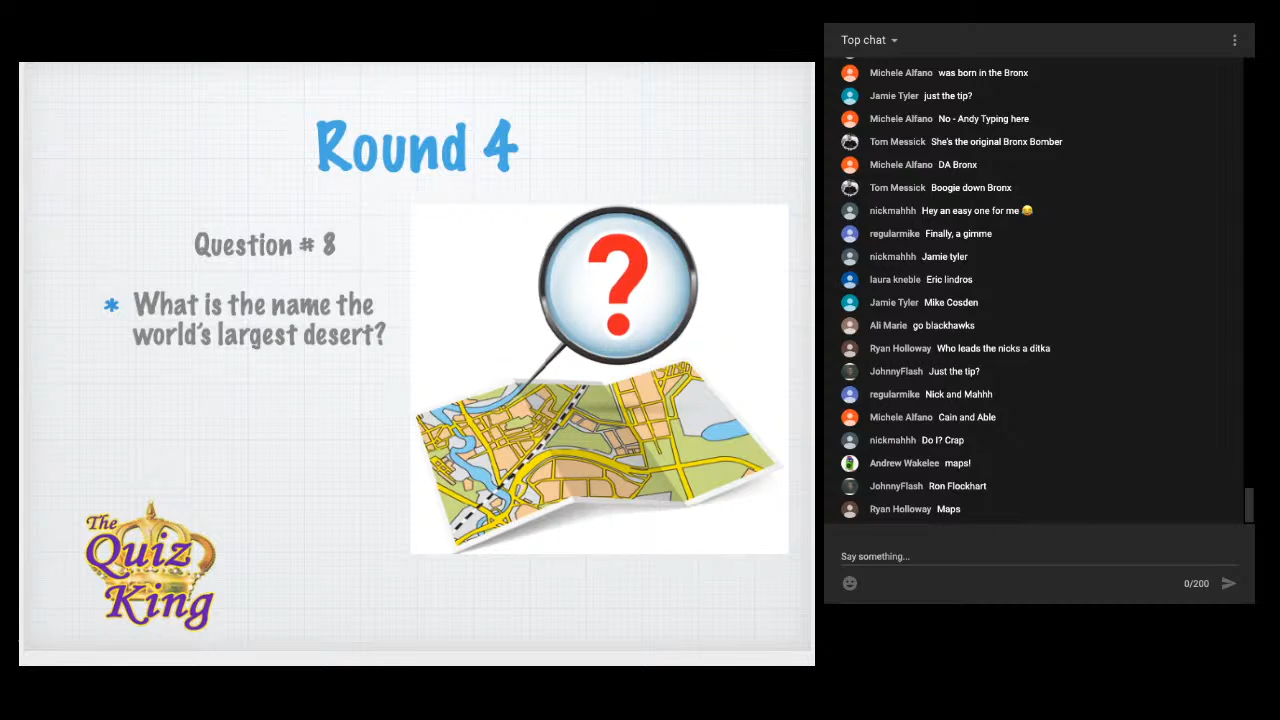 Round 4
Question # 8
* What is the name the
world's largest desert?
?
The
Quiz
King
Top chat
Michele Alfano was born in the Bronx
Jamie Tyler just the tip?
Michele Alfano No - Andy Typing here
Tom Messick She's the original Bronx Bomber
Michele Alfano DA Bronx
Tom Messick Boogie down Bronx
nickmahhh Hey an easy one for me 😂
regularmike Finally, a gimme
nickmahhh Jamie tyler
laura kneble Eric lindros
Jamie Tyler Mike Cosden
Ali Marie go blackhawks
Ryan Holloway Who leads the nicks a ditka
JohnnyFlash Just the tip?
regularmike Nick and Mahhh
Michele Alfano Cain and Able
nickmahhh Do I? Crap
Andrew Wakelee maps!
JohnnyFlash Ron Flockhart
Ryan Holloway Maps
Say something...
0/200